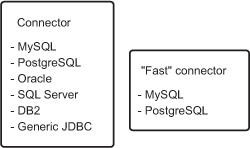 Connector
- MySQL
- PostgreSQL
- Oracle
- SQL Server
- DB2
- Generic JDBC
"Fast" connector
- MySQL
- PostgreSQL